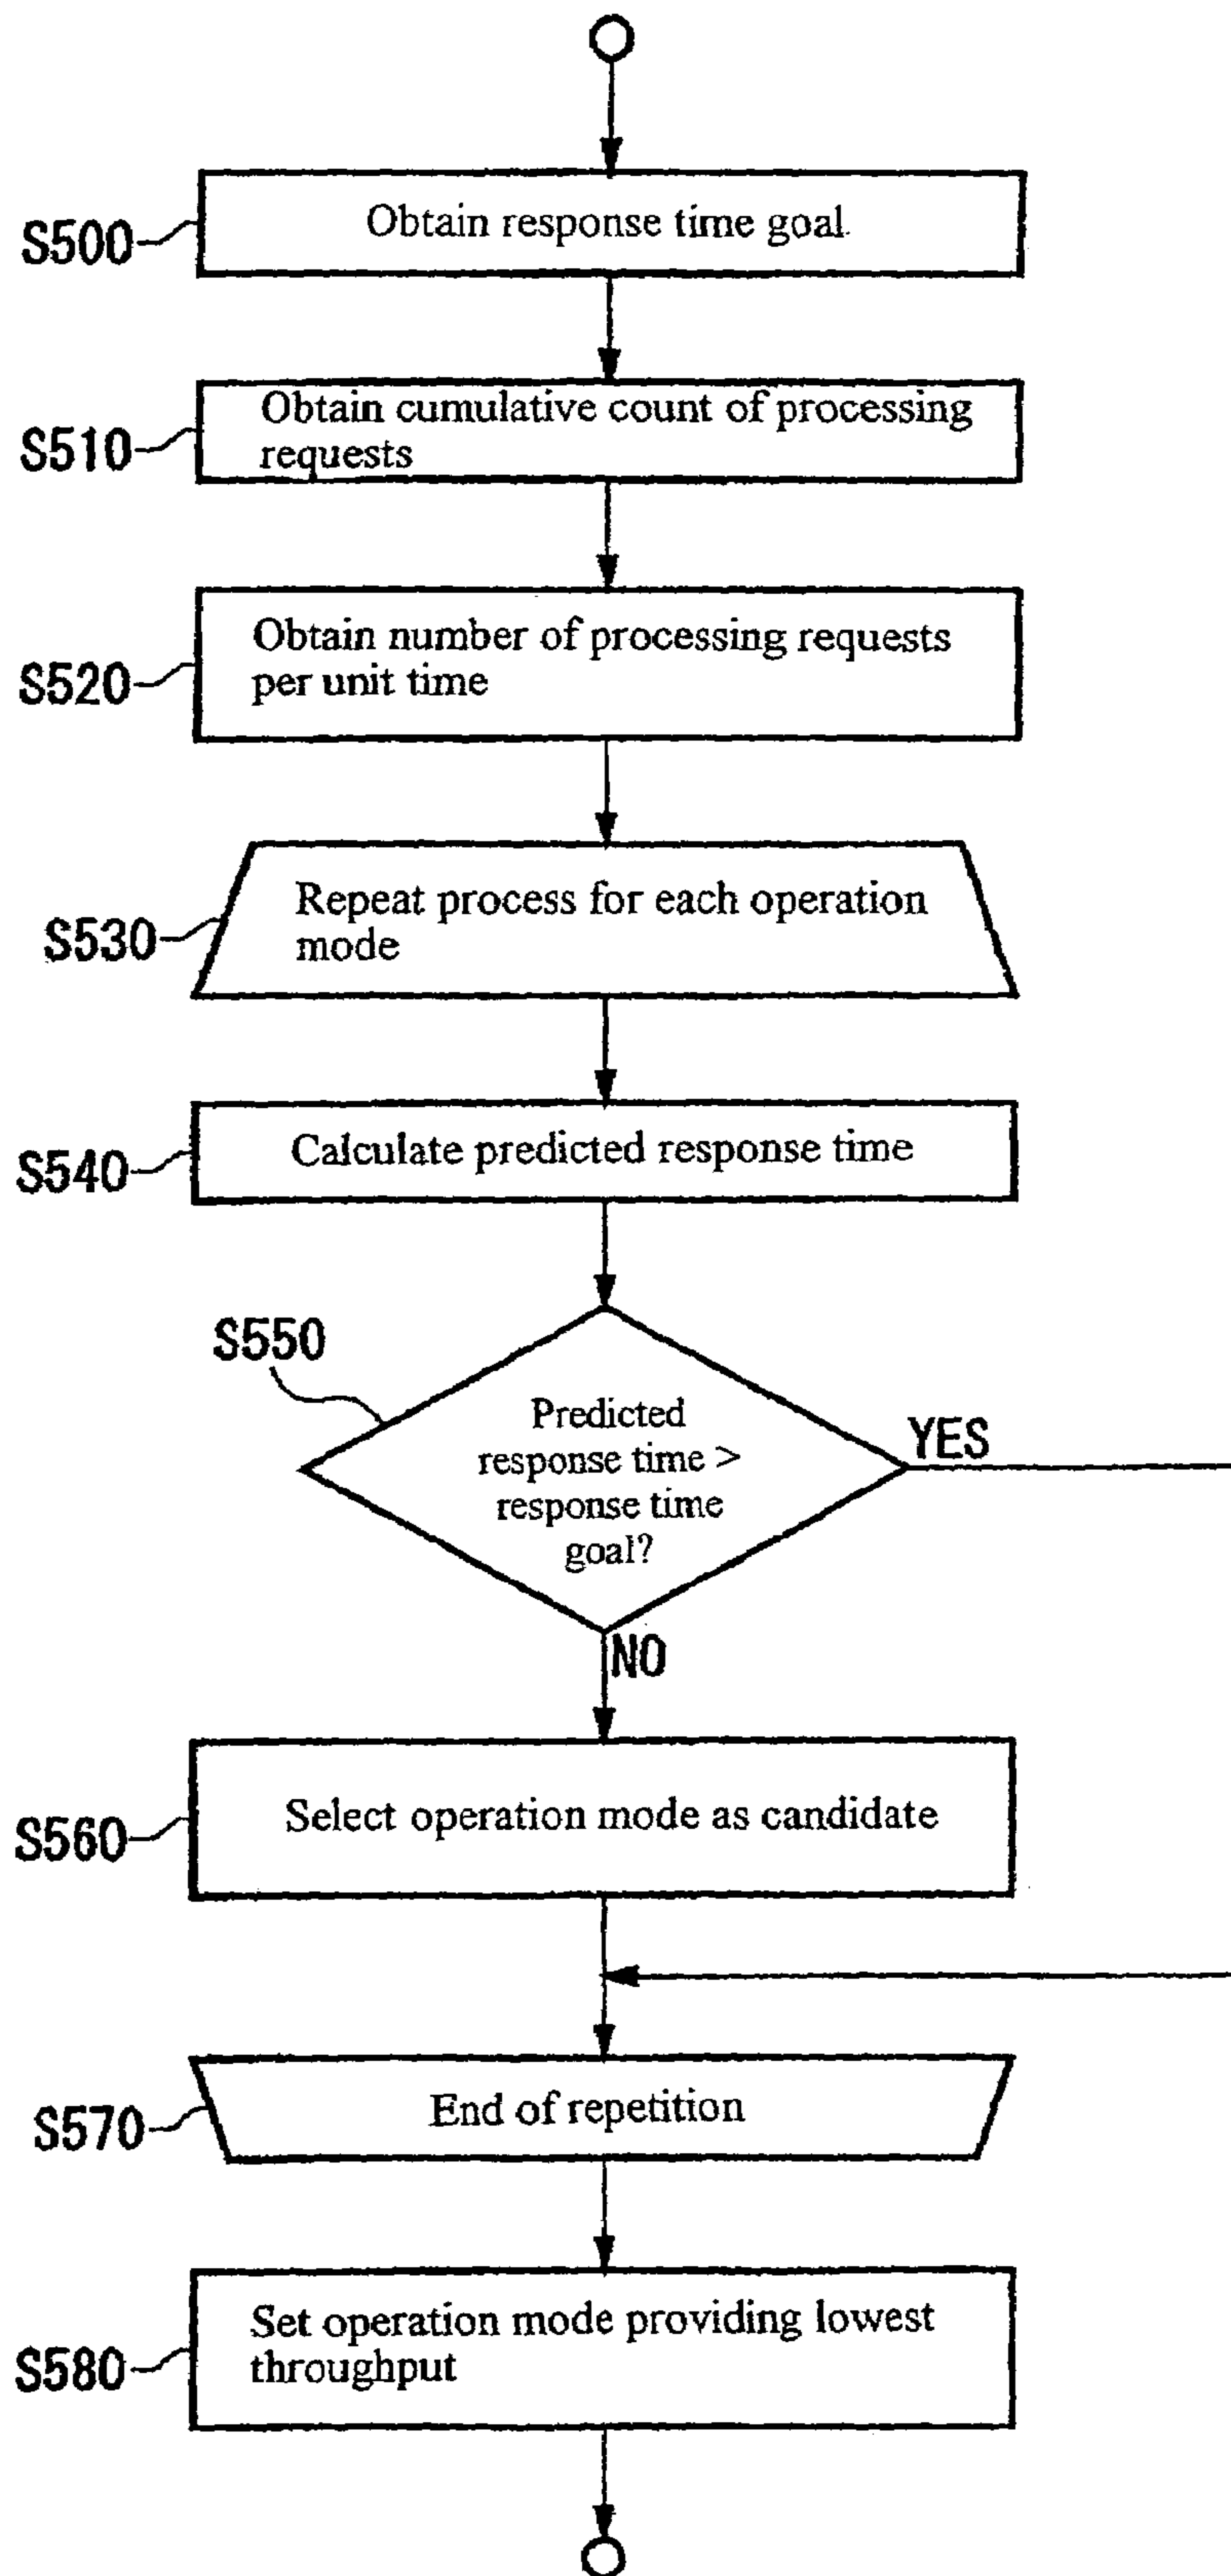 S500
Obtain response time goal
S510
Obtain cumulative count of processing
requests
S520
Obtain number of processing requests
per unit time
S530
Repeat process for each operation
mode
S540
Calculate predicted response time
S550
Predicted
response time >
response time
goal?
YES
NO
S560
Select operation mode as candidate
S570
End of repetition
S580
Set operation mode providing lowest
throughput